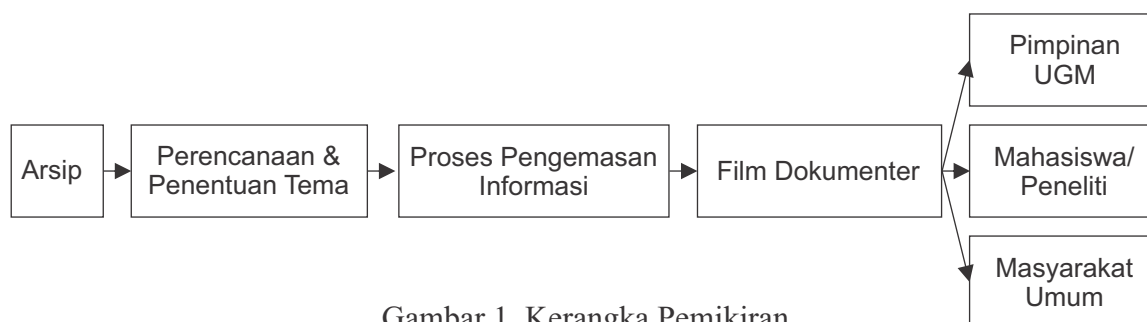 Arsip
Perencanaan &
Penentuan Tema
Proses Pengemasan
Informasi
Film Dokumenter
Pimpinan
UGM
Mahasiswa/
Peneliti
Masyarakat
Umum
Gambar 1. Kerangka Pemikiran